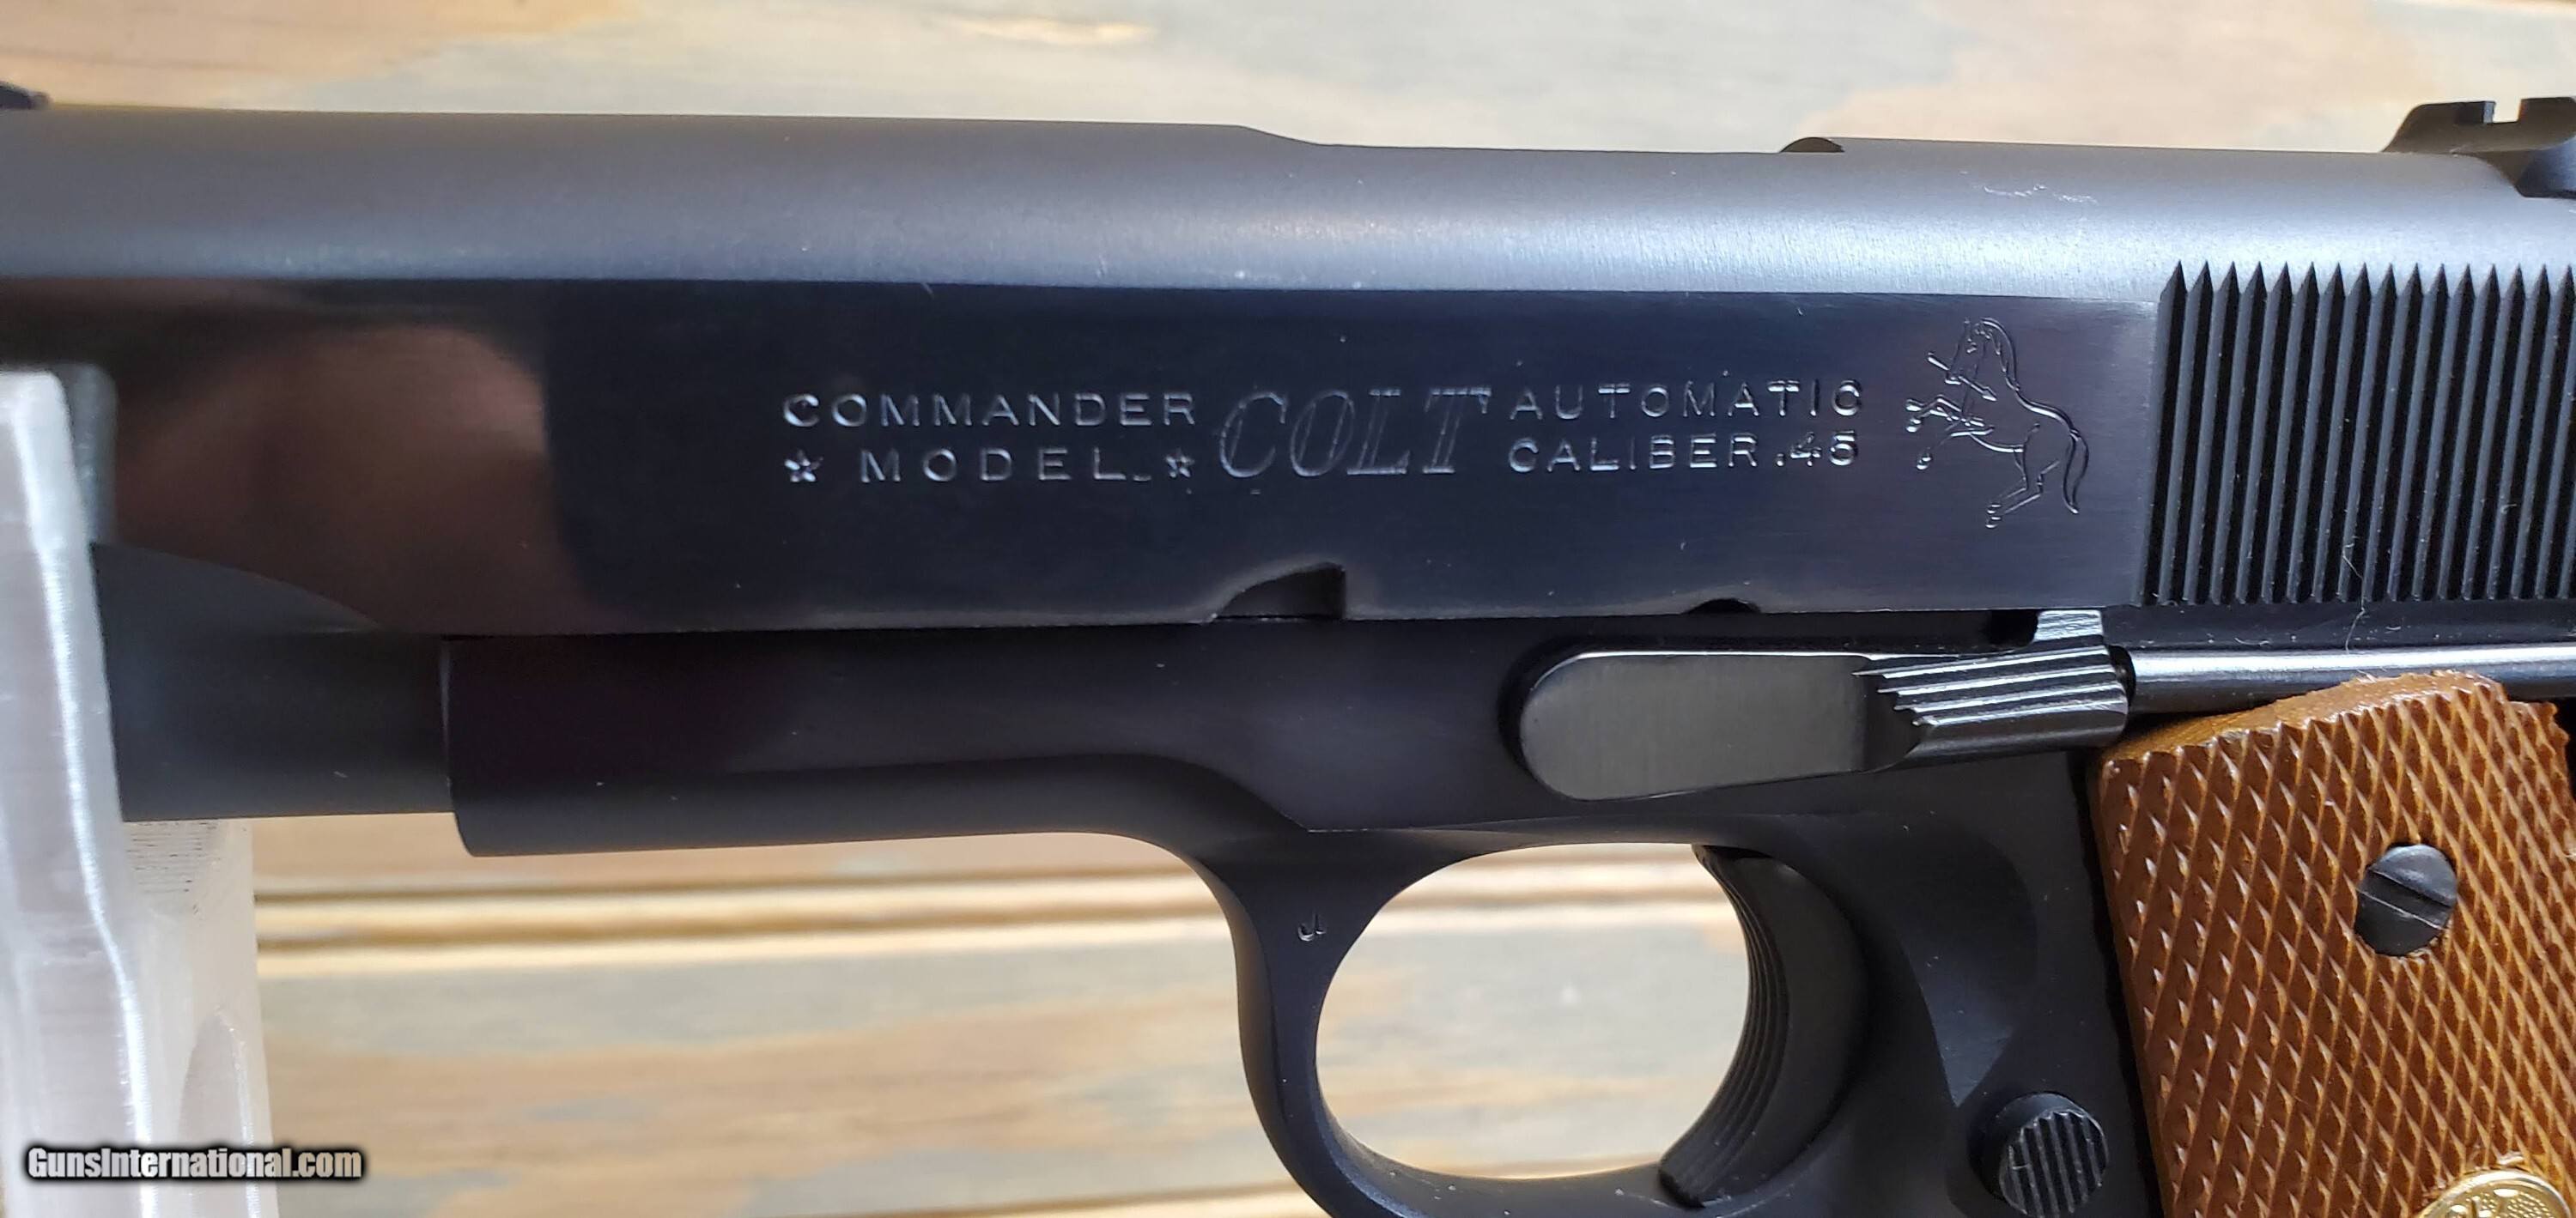 COMMANDER
★ MODEL ★
COLT
AUTOMATIC
CALIBER .45
J
GunsInternational.com